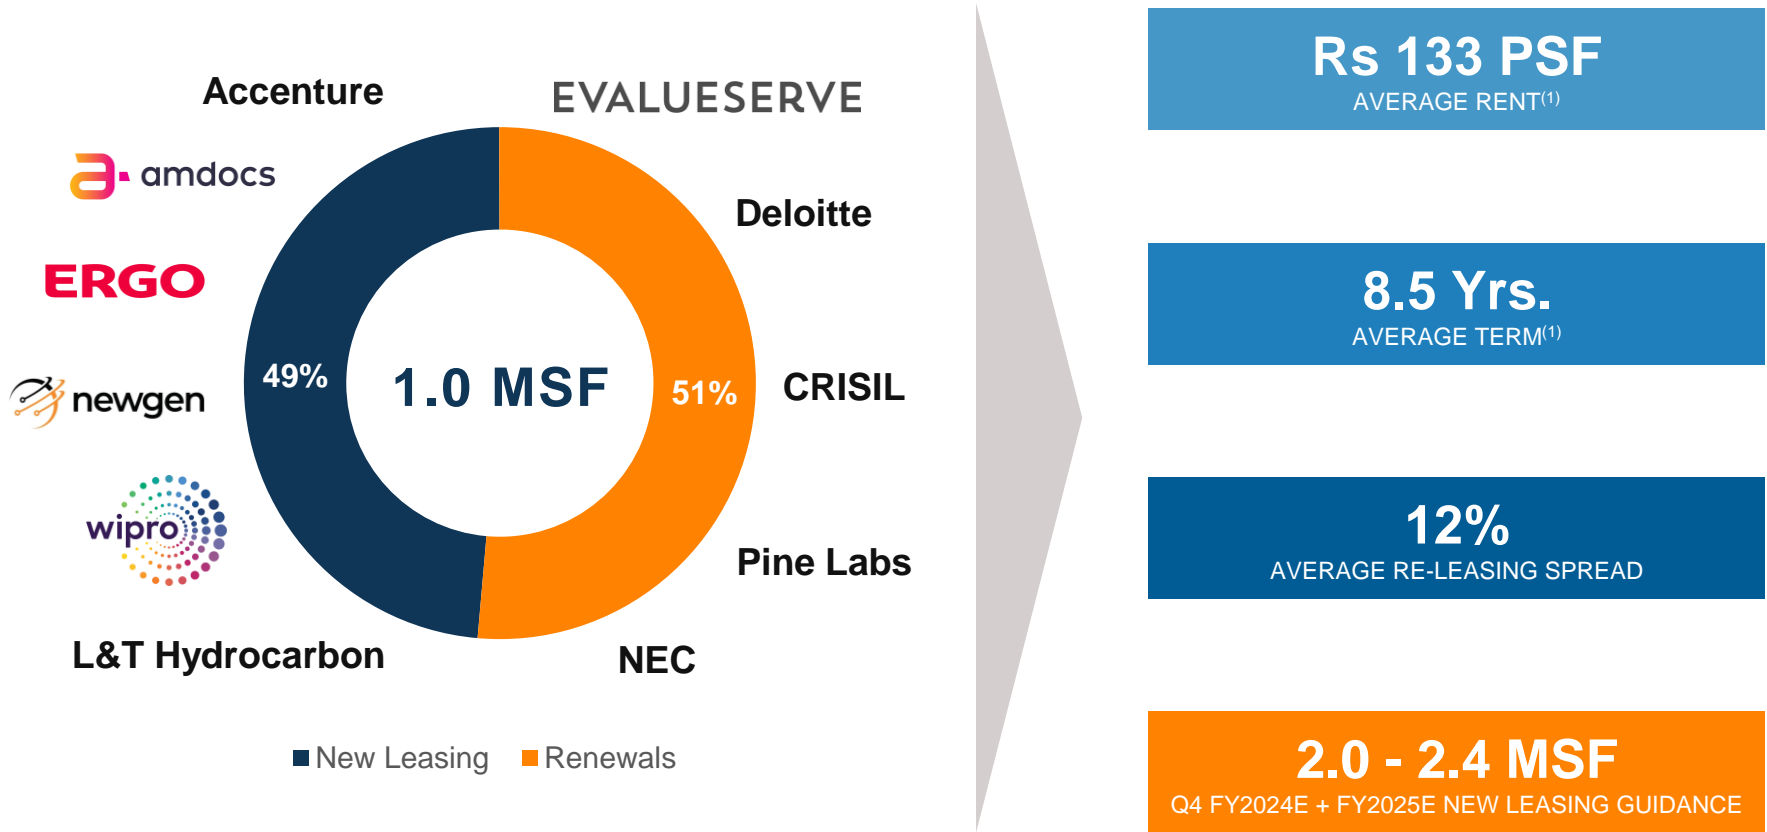 Accenture
EVALUESERVE
amdocs
Deloitte
ERGO
49%
1.0 MSF
51%
CRISIL
newgen
wipro
Pine Labs
L&T Hydrocarbon
NEC
New Leasing
Renewals
Rs 133 PSF
AVERAGE RENT(1)
8.5 Yrs.
AVERAGE TERM(1)
12%
AVERAGE RE-LEASING SPREAD
2.0 - 2.4 MSF
Q4 FY2024E + FY2025E NEW LEASING GUIDANCE